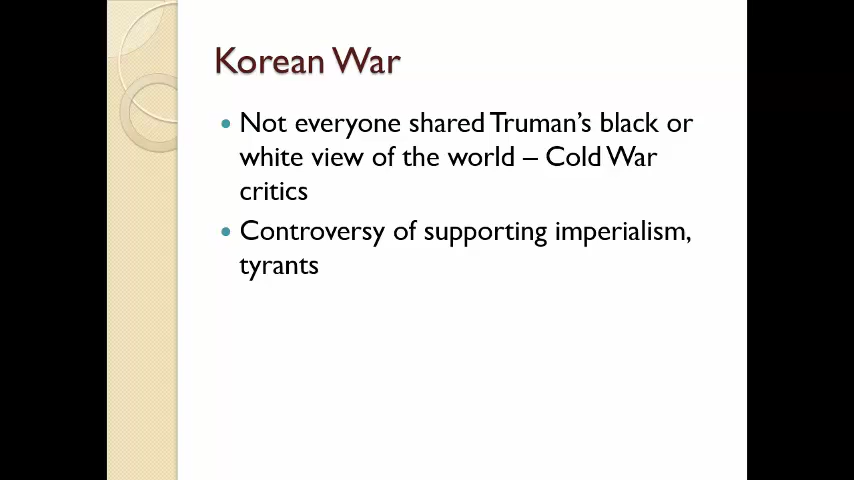 Korean War
• Not everyone shared Truman's black or
white view of the world – Cold War
critics
• Controversy of supporting imperialism,
tyrants